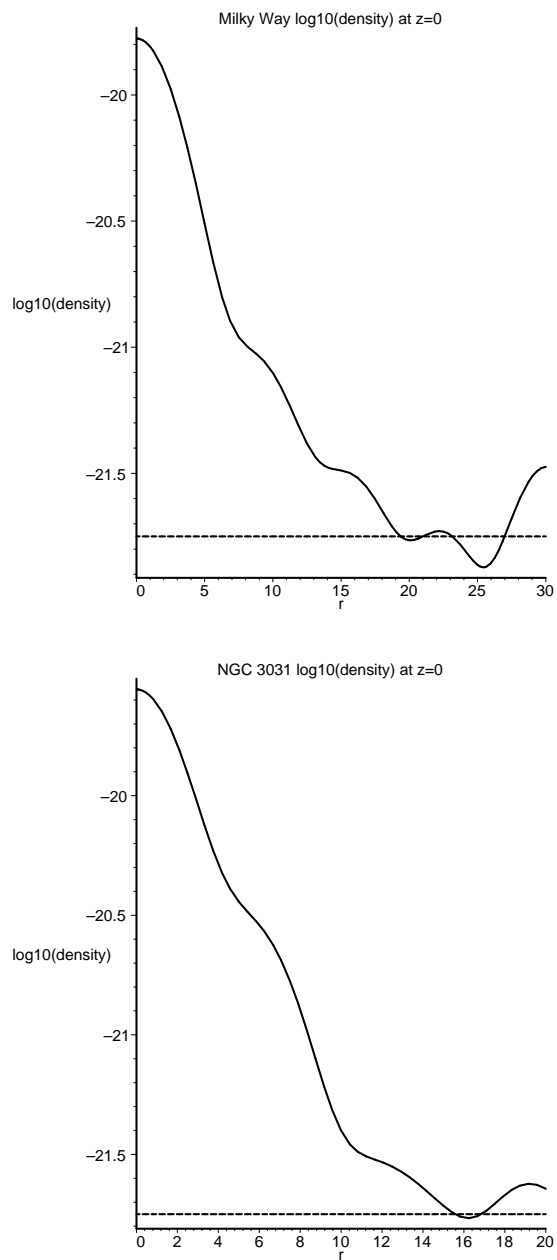 Milky Way log10(density) at z=0
–20
–20.5
log10(density)
–21
–21.5
0 5 10 15 20 25 30
r
NGC 3031 log10(density) at z=0
–20
–20.5
log10(density)
–21
–21.5
0 2 4 6 8 10 12 14 16 18 20
r